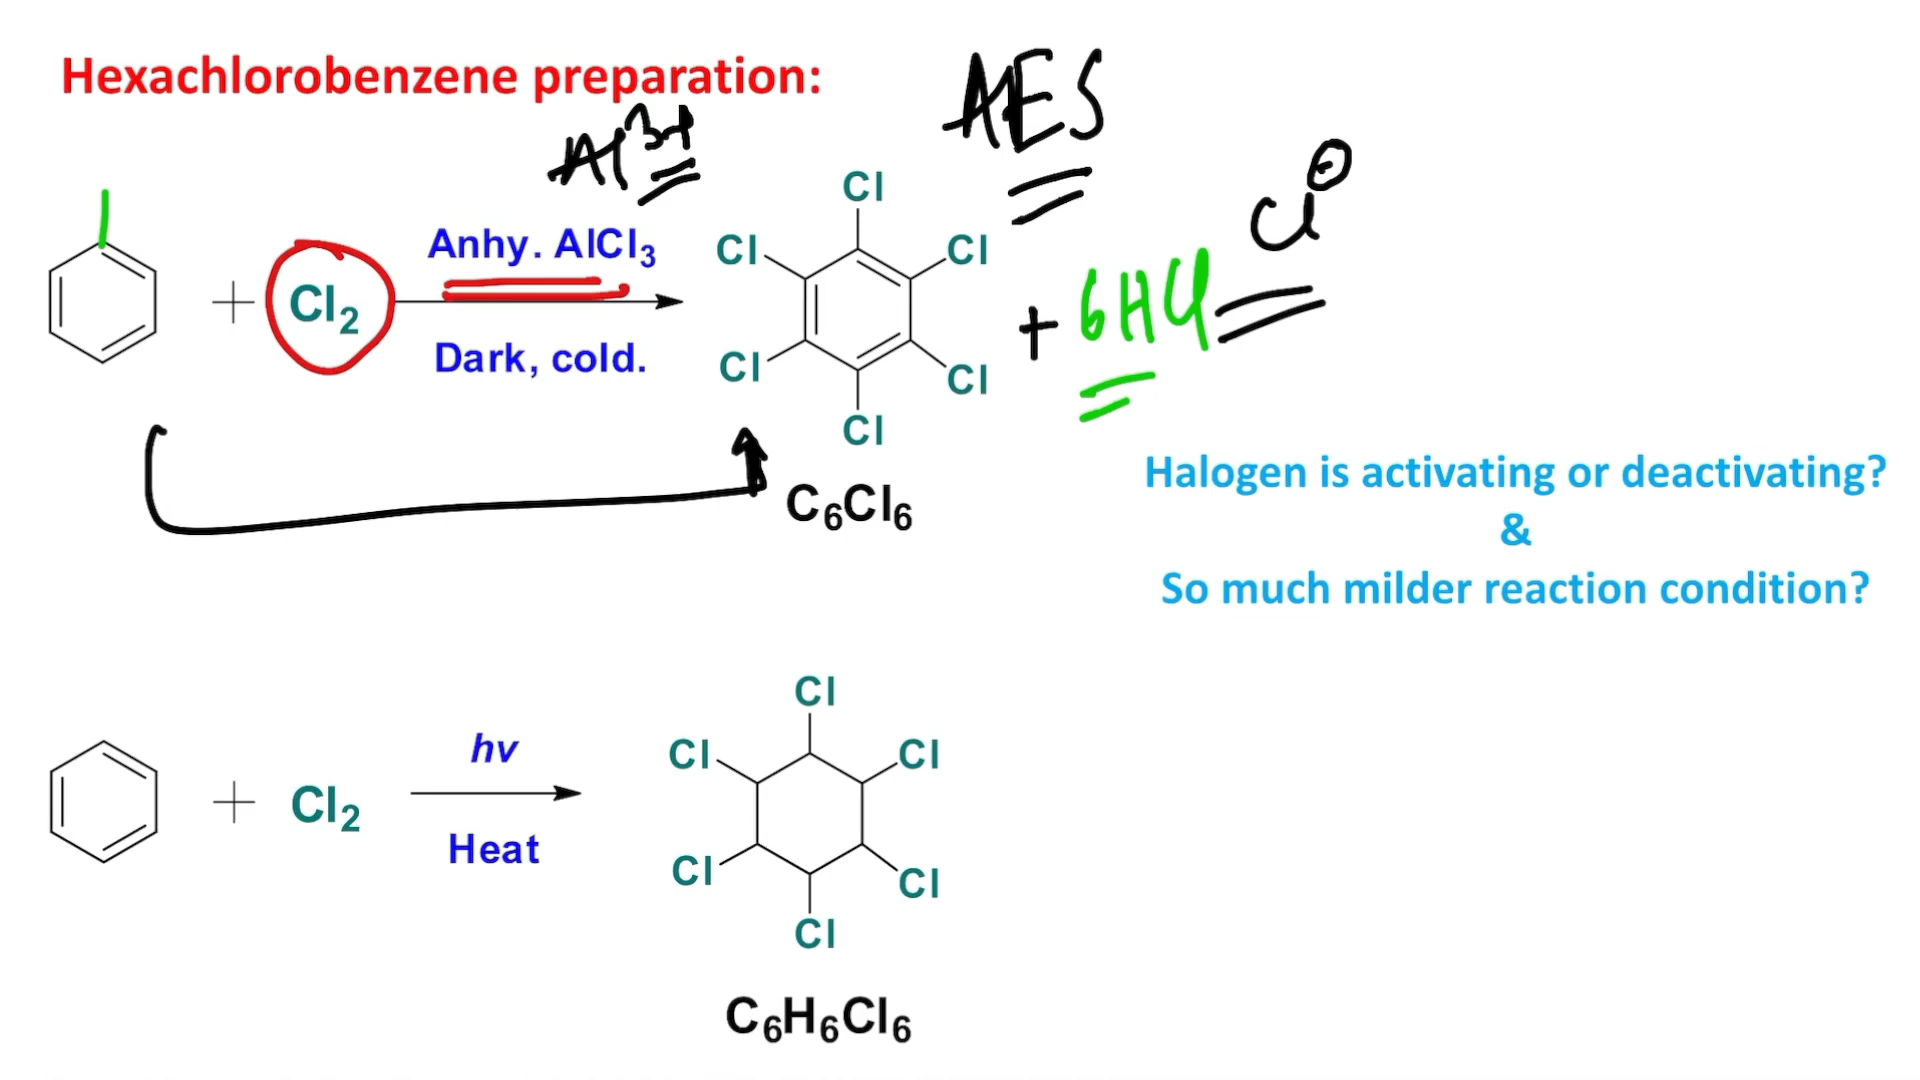 Hexachlorobenzene preparation:
AES
Al3+
Cl⊖
Cl
Cl
Cl
+ Cl2
Anhy. AlCl3
Dark, cold.
Cl
Cl
Cl
+ 6HCl
C6Cl6
Halogen is activating or deactivating?
&
So much milder reaction condition?
Cl
Cl
Cl
+ Cl2
hv
Heat
Cl
Cl
Cl
C6H6Cl6